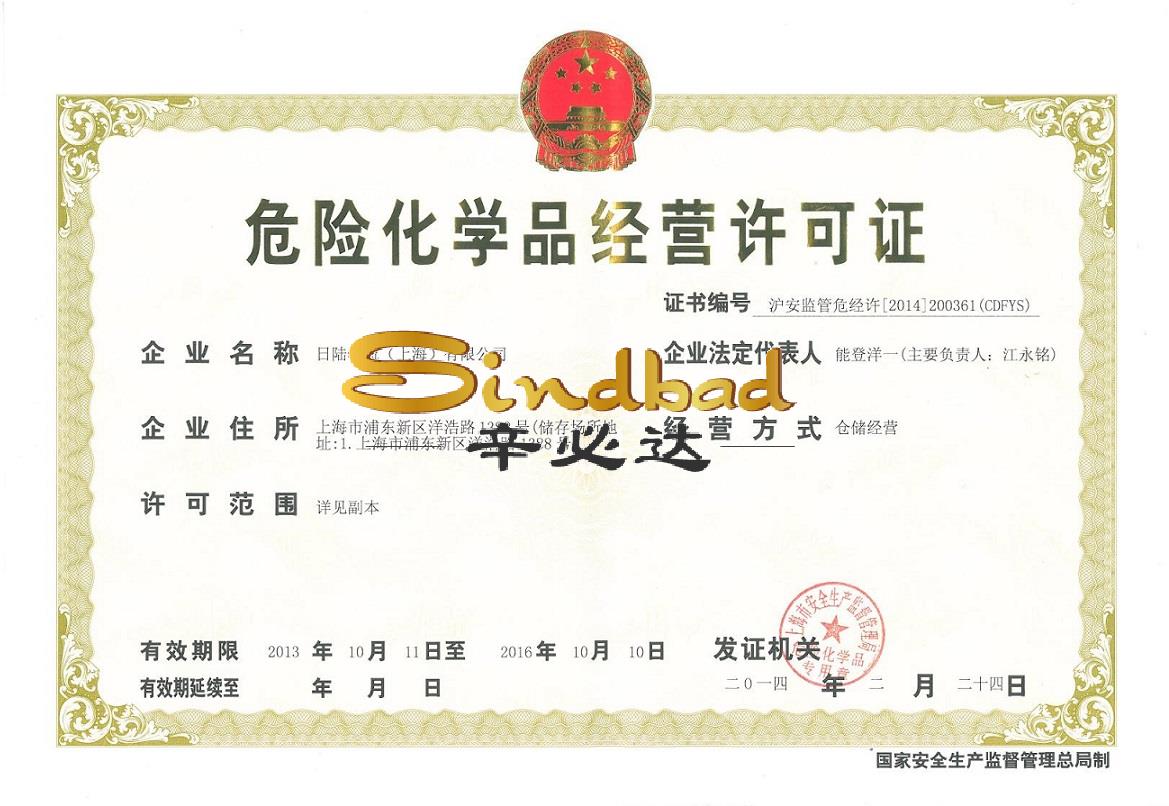 危险化学品经营许可证
证书编号 沪安监管危经许[2014]200361(CDFYS)
企业名称 日陆 （上海）有限公司
企业法定代表人 能登洋一(主要负责人：江永铭)
Sindbad
辛必达
企业住所 上海市浦东新区洋浩路 号(储存场所地
址:1.上海市浦东新区洋
经营方式 仓储经营
许可范围 详见副本
有效期限 2013 年 10 月 11 日至 2016 年 10 月 10 日
有效期延续至 年 月 日
发证机关
上海市安全生产监督管理局
危险化学品
专用章
二0一四 年 二 月 二十四日
国家安全生产监督管理总局制